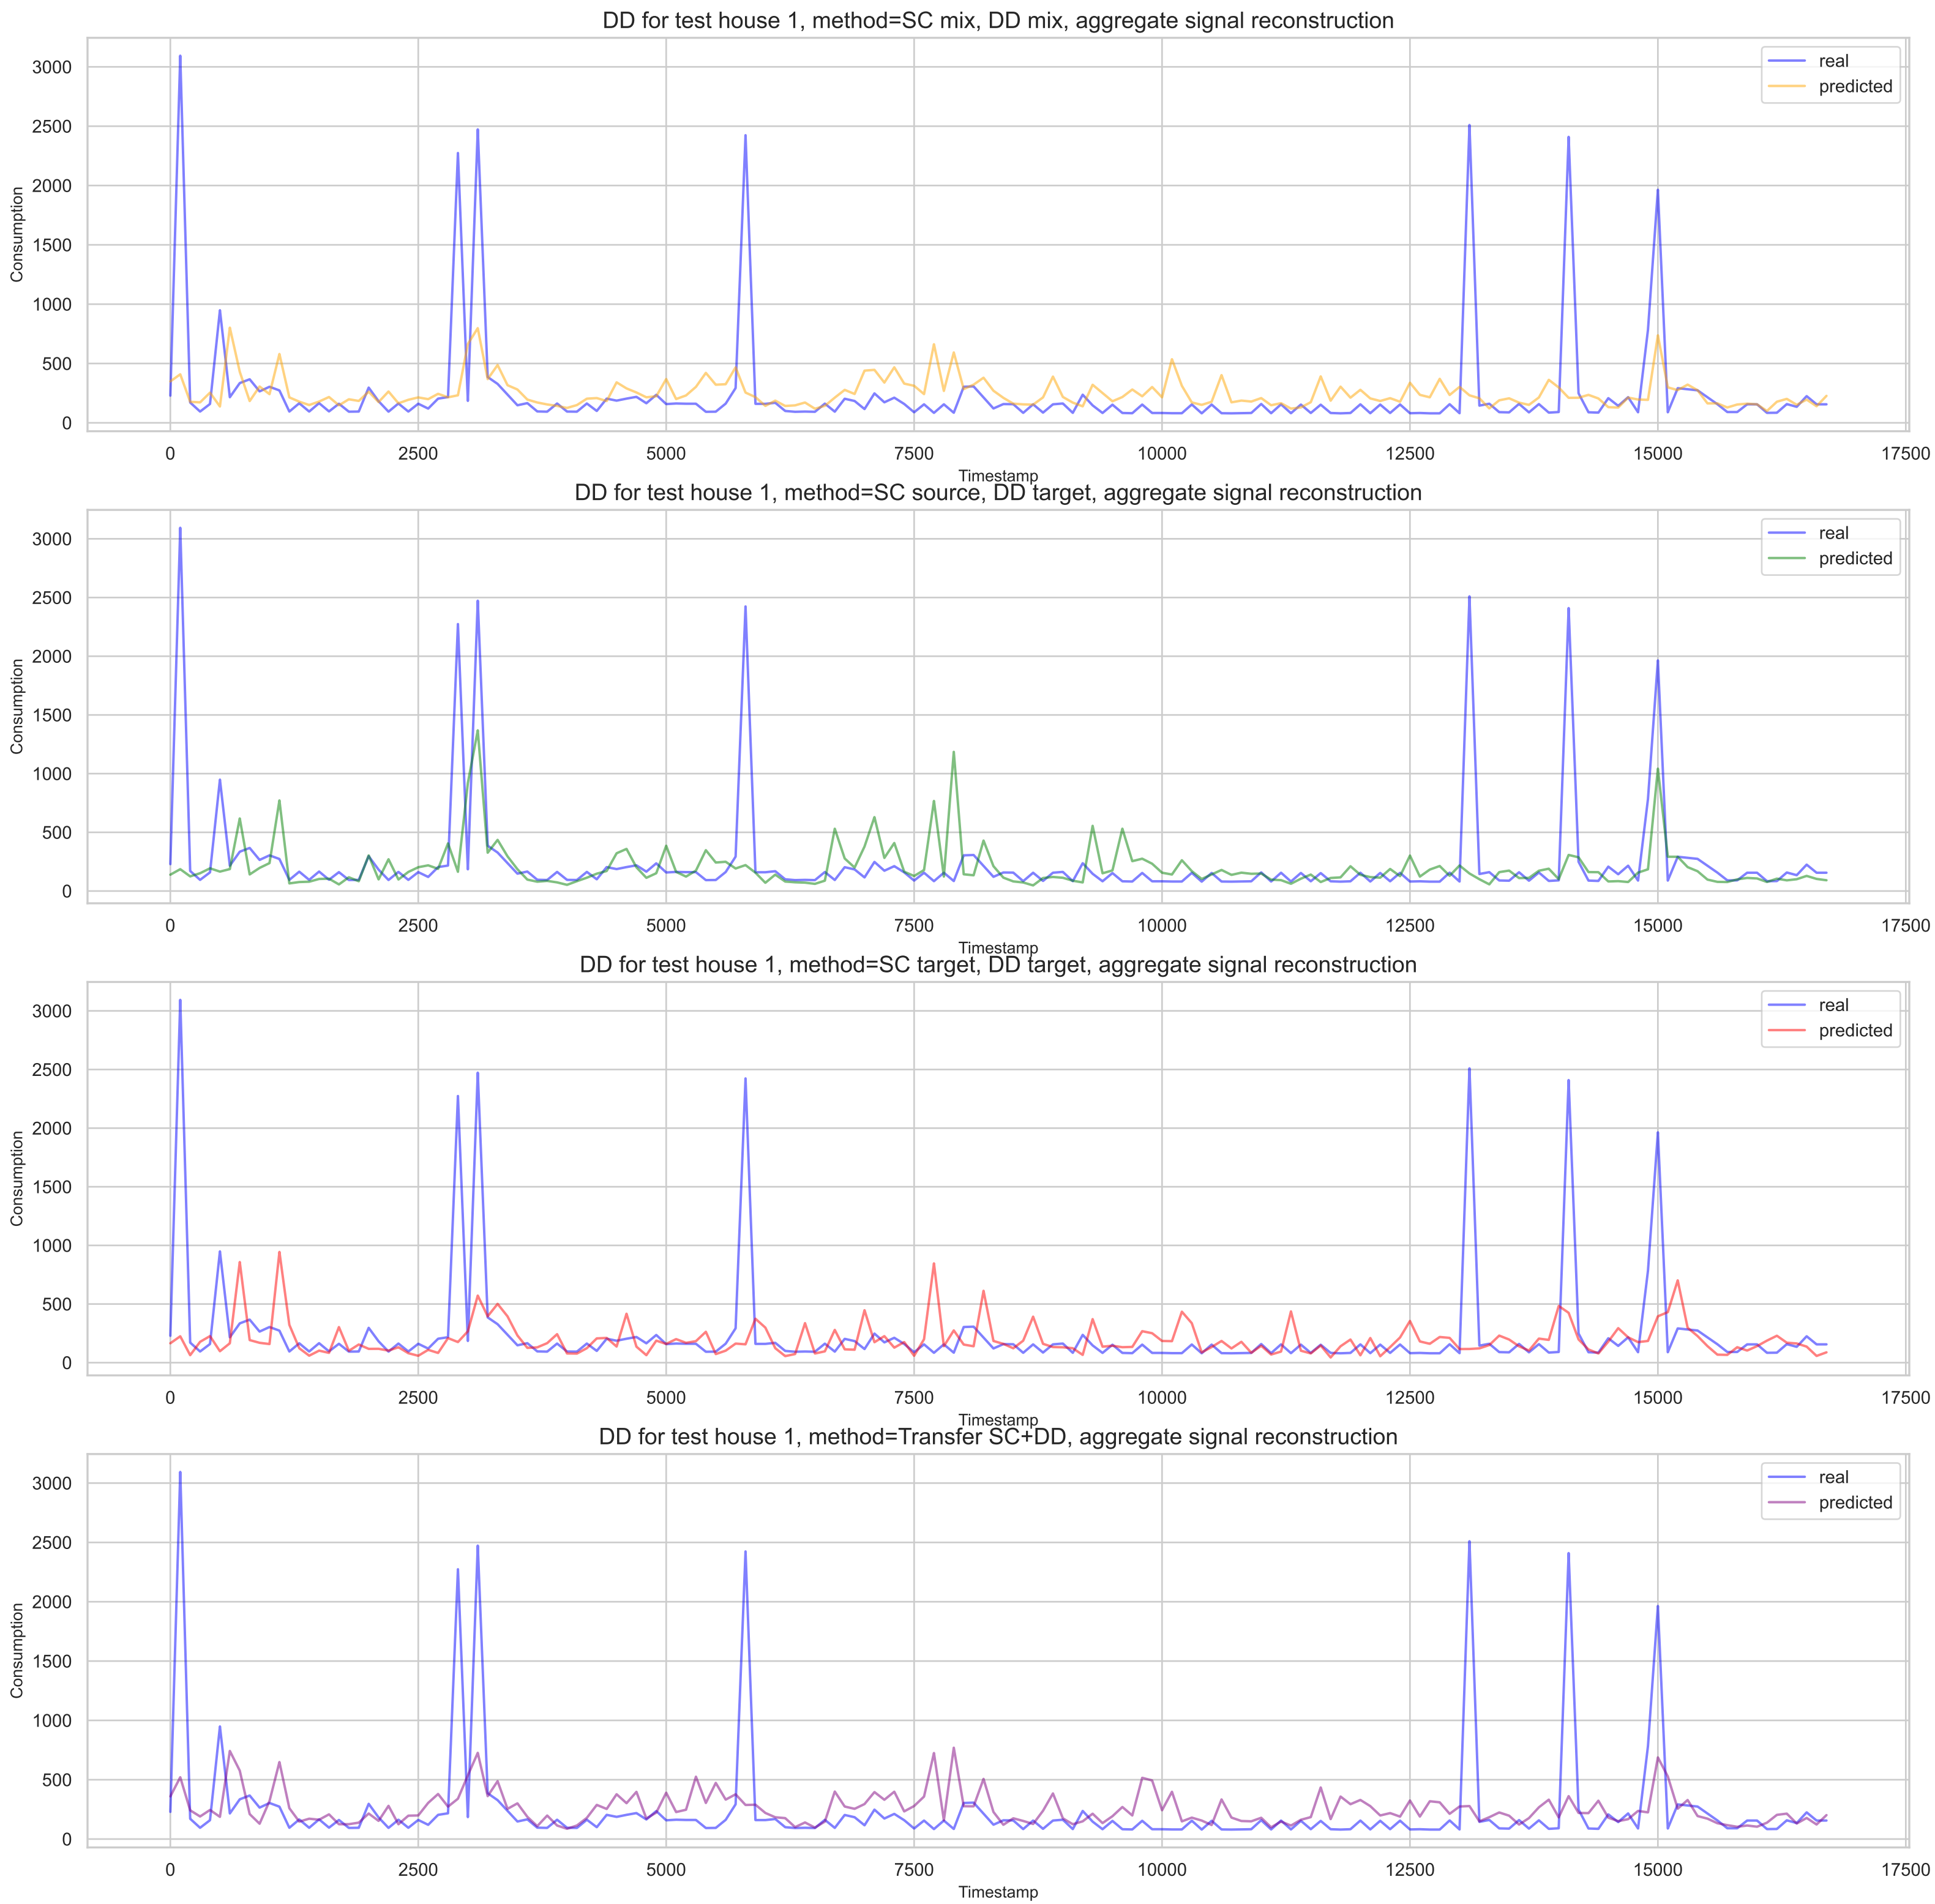 DD for test house 1, method=SC mix, DD mix, aggregate signal reconstruction
real
predicted
3000
2500
2000
1500
1000
500
0
Consumption
0 2500 5000 7500 10000 12500 15000 17500
Timestamp
DD for test house 1, method=SC source, DD target, aggregate signal reconstruction
real
predicted
3000
2500
2000
1500
1000
500
0
Consumption
0 2500 5000 7500 10000 12500 15000 17500
Timestamp
DD for test house 1, method=SC target, DD target, aggregate signal reconstruction
real
predicted
3000
2500
2000
1500
1000
500
0
Consumption
0 2500 5000 7500 10000 12500 15000 17500
Timestamp
DD for test house 1, method=Transfer SC+DD, aggregate signal reconstruction
real
predicted
3000
2500
2000
1500
1000
500
0
Consumption
0 2500 5000 7500 10000 12500 15000 17500
Timestamp